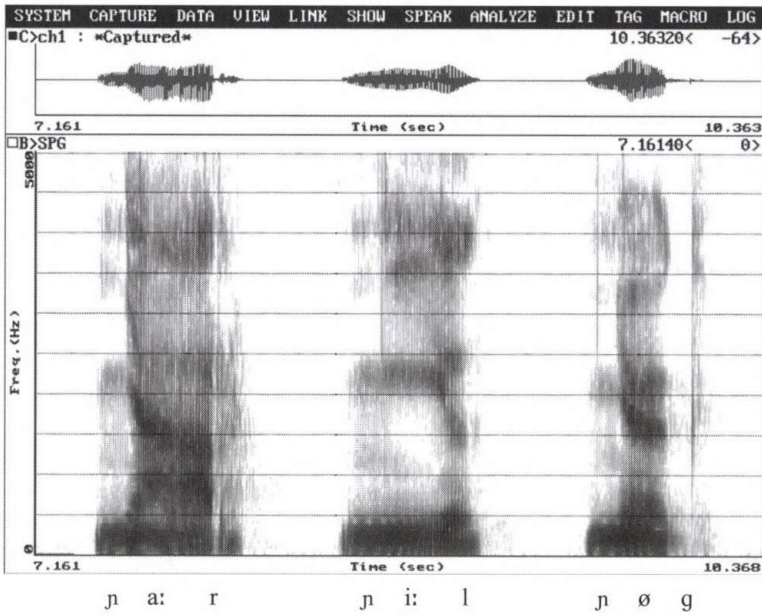 SYSTEM CAPTURE DATA VIEW LINK SHOW SPEAK ANALYZE EDIT TAG MACRO LOG
■C>ch1 : *Captured* 10.36320< -64>
7.161 Time (sec) 10.363
□B>SPG 7.16140< 0>
5000
Freq.(Hz)
0
7.161 Time (sec) 10.368
ɲ aː r ɲ iː l ɲ ø ɡ